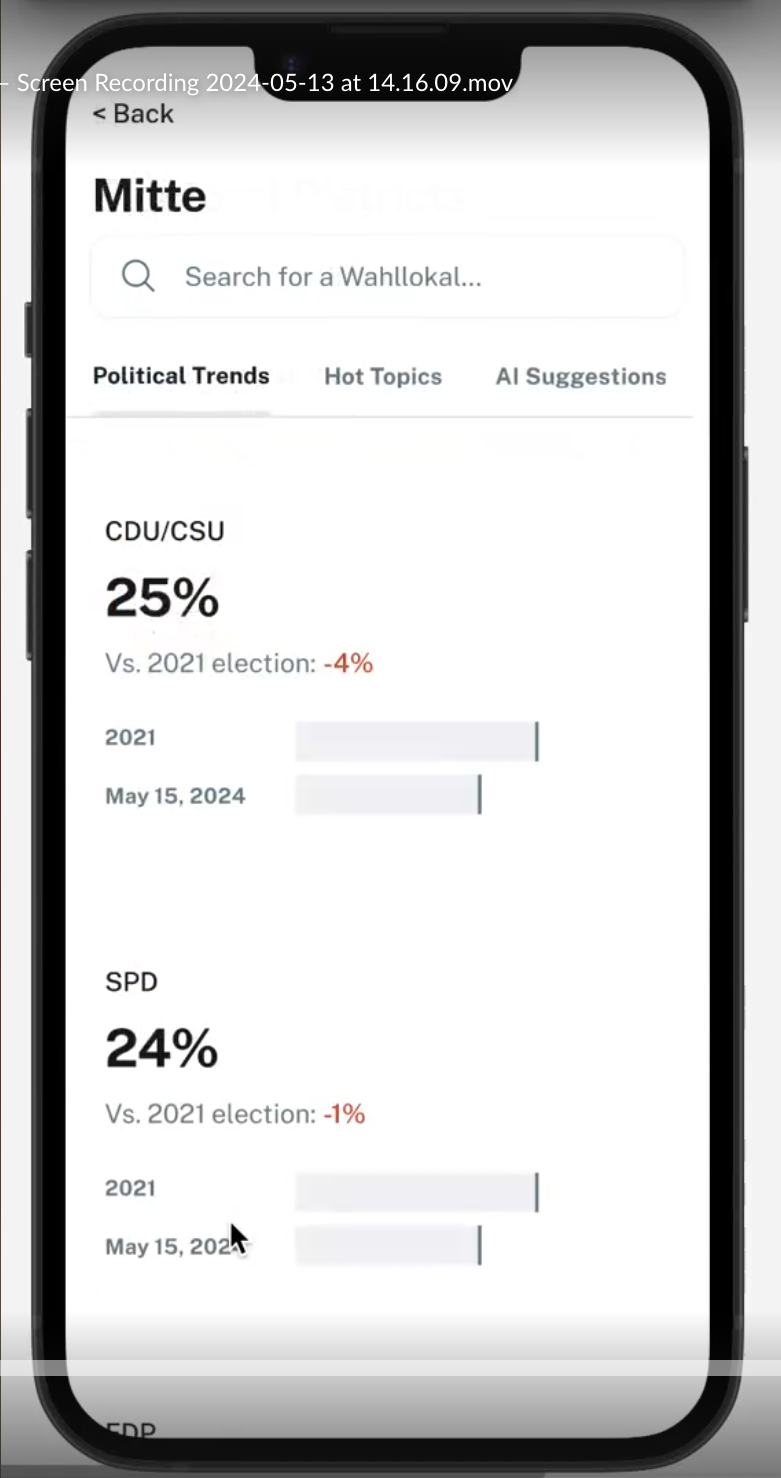 – Screen Recording 2024-05-13 at 14.16.09.mov
< Back
Mitte
Search for a Wahllokal...
Political Trends Hot Topics AI Suggestions
CDU/CSU
25%
Vs. 2021 election: -4%
2021
May 15, 2024
SPD
24%
Vs. 2021 election: -1%
2021
May 15, 202
FDP